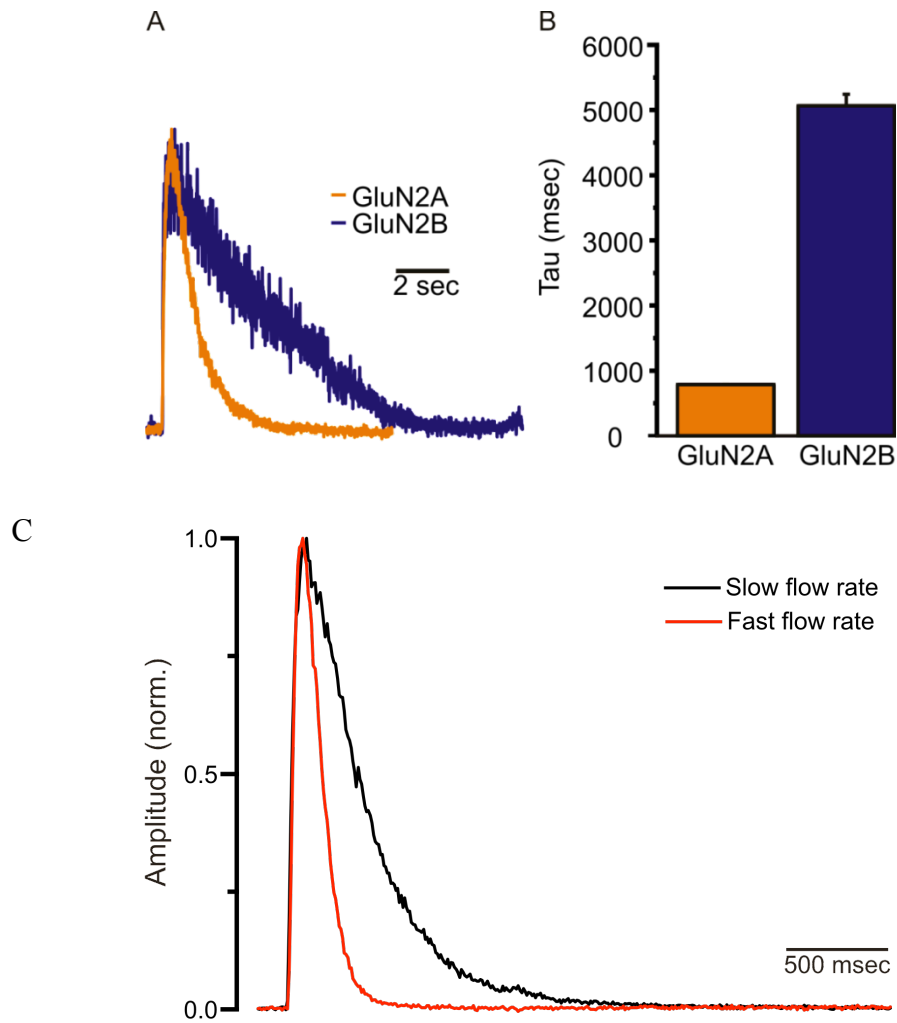 A
GluN2A
GluN2B
2 sec
B
6000
5000
4000
3000
2000
1000
0
Tau (msec)
GluN2A
GluN2B
C
1.0
0.5
0.0
Amplitude (norm.)
Slow flow rate
Fast flow rate
500 msec